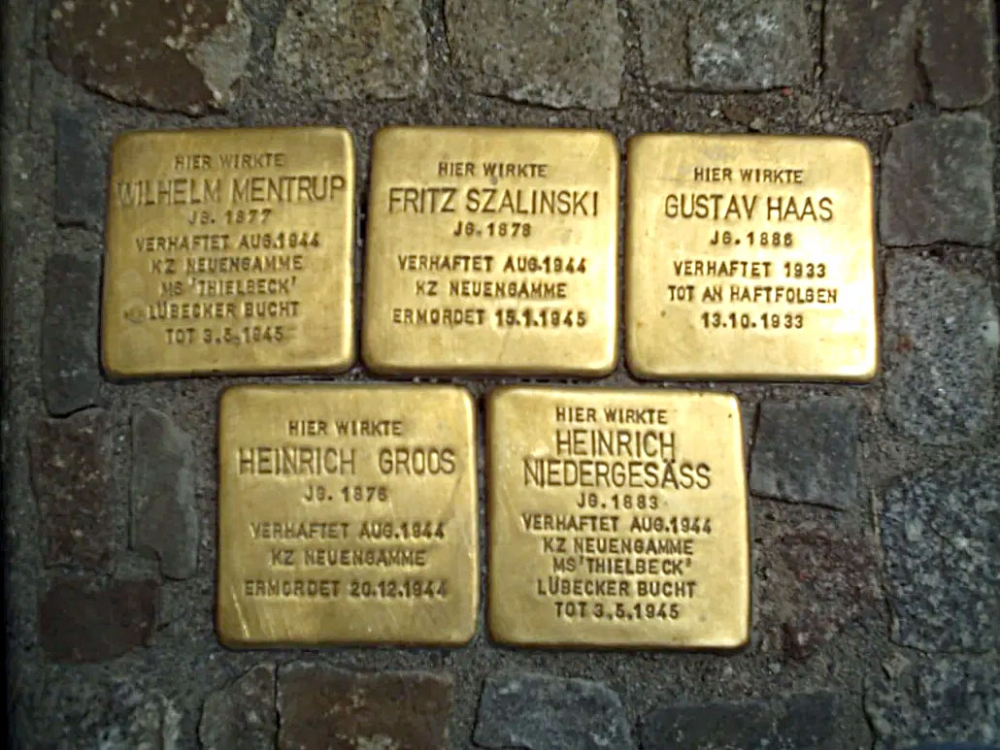 HIER WIRKTE
WILHELM MENTRUP
JG. 1877
VERHAFTET AUG.1944
KZ NEUENGAMME
MS 'THIELBECK'
LÜBECKER BUCHT
TOT 3.5.1945
HIER WIRKTE
FRITZ SZALINSKI
JG. 1878
VERHAFTET AUG.1944
KZ NEUENGAMME
ERMORDET 15.1.1945
HIER WIRKTE
GUSTAV HAAS
JG. 1886
VERHAFTET 1933
TOT AN HAFTFOLGEN
13.10.1933
HIER WIRKTE
HEINRICH GROOS
JG. 1876
VERHAFTET AUG.1944
KZ NEUENGAMME
ERMORDET 20.12.1944
HIER WIRKTE
HEINRICH
NIEDERGESÄSS
JG. 1883
VERHAFTET AUG.1944
KZ NEUENGAMME
MS'THIELBECK'
LÜBECKER BUCHT
TOT 3.5.1945